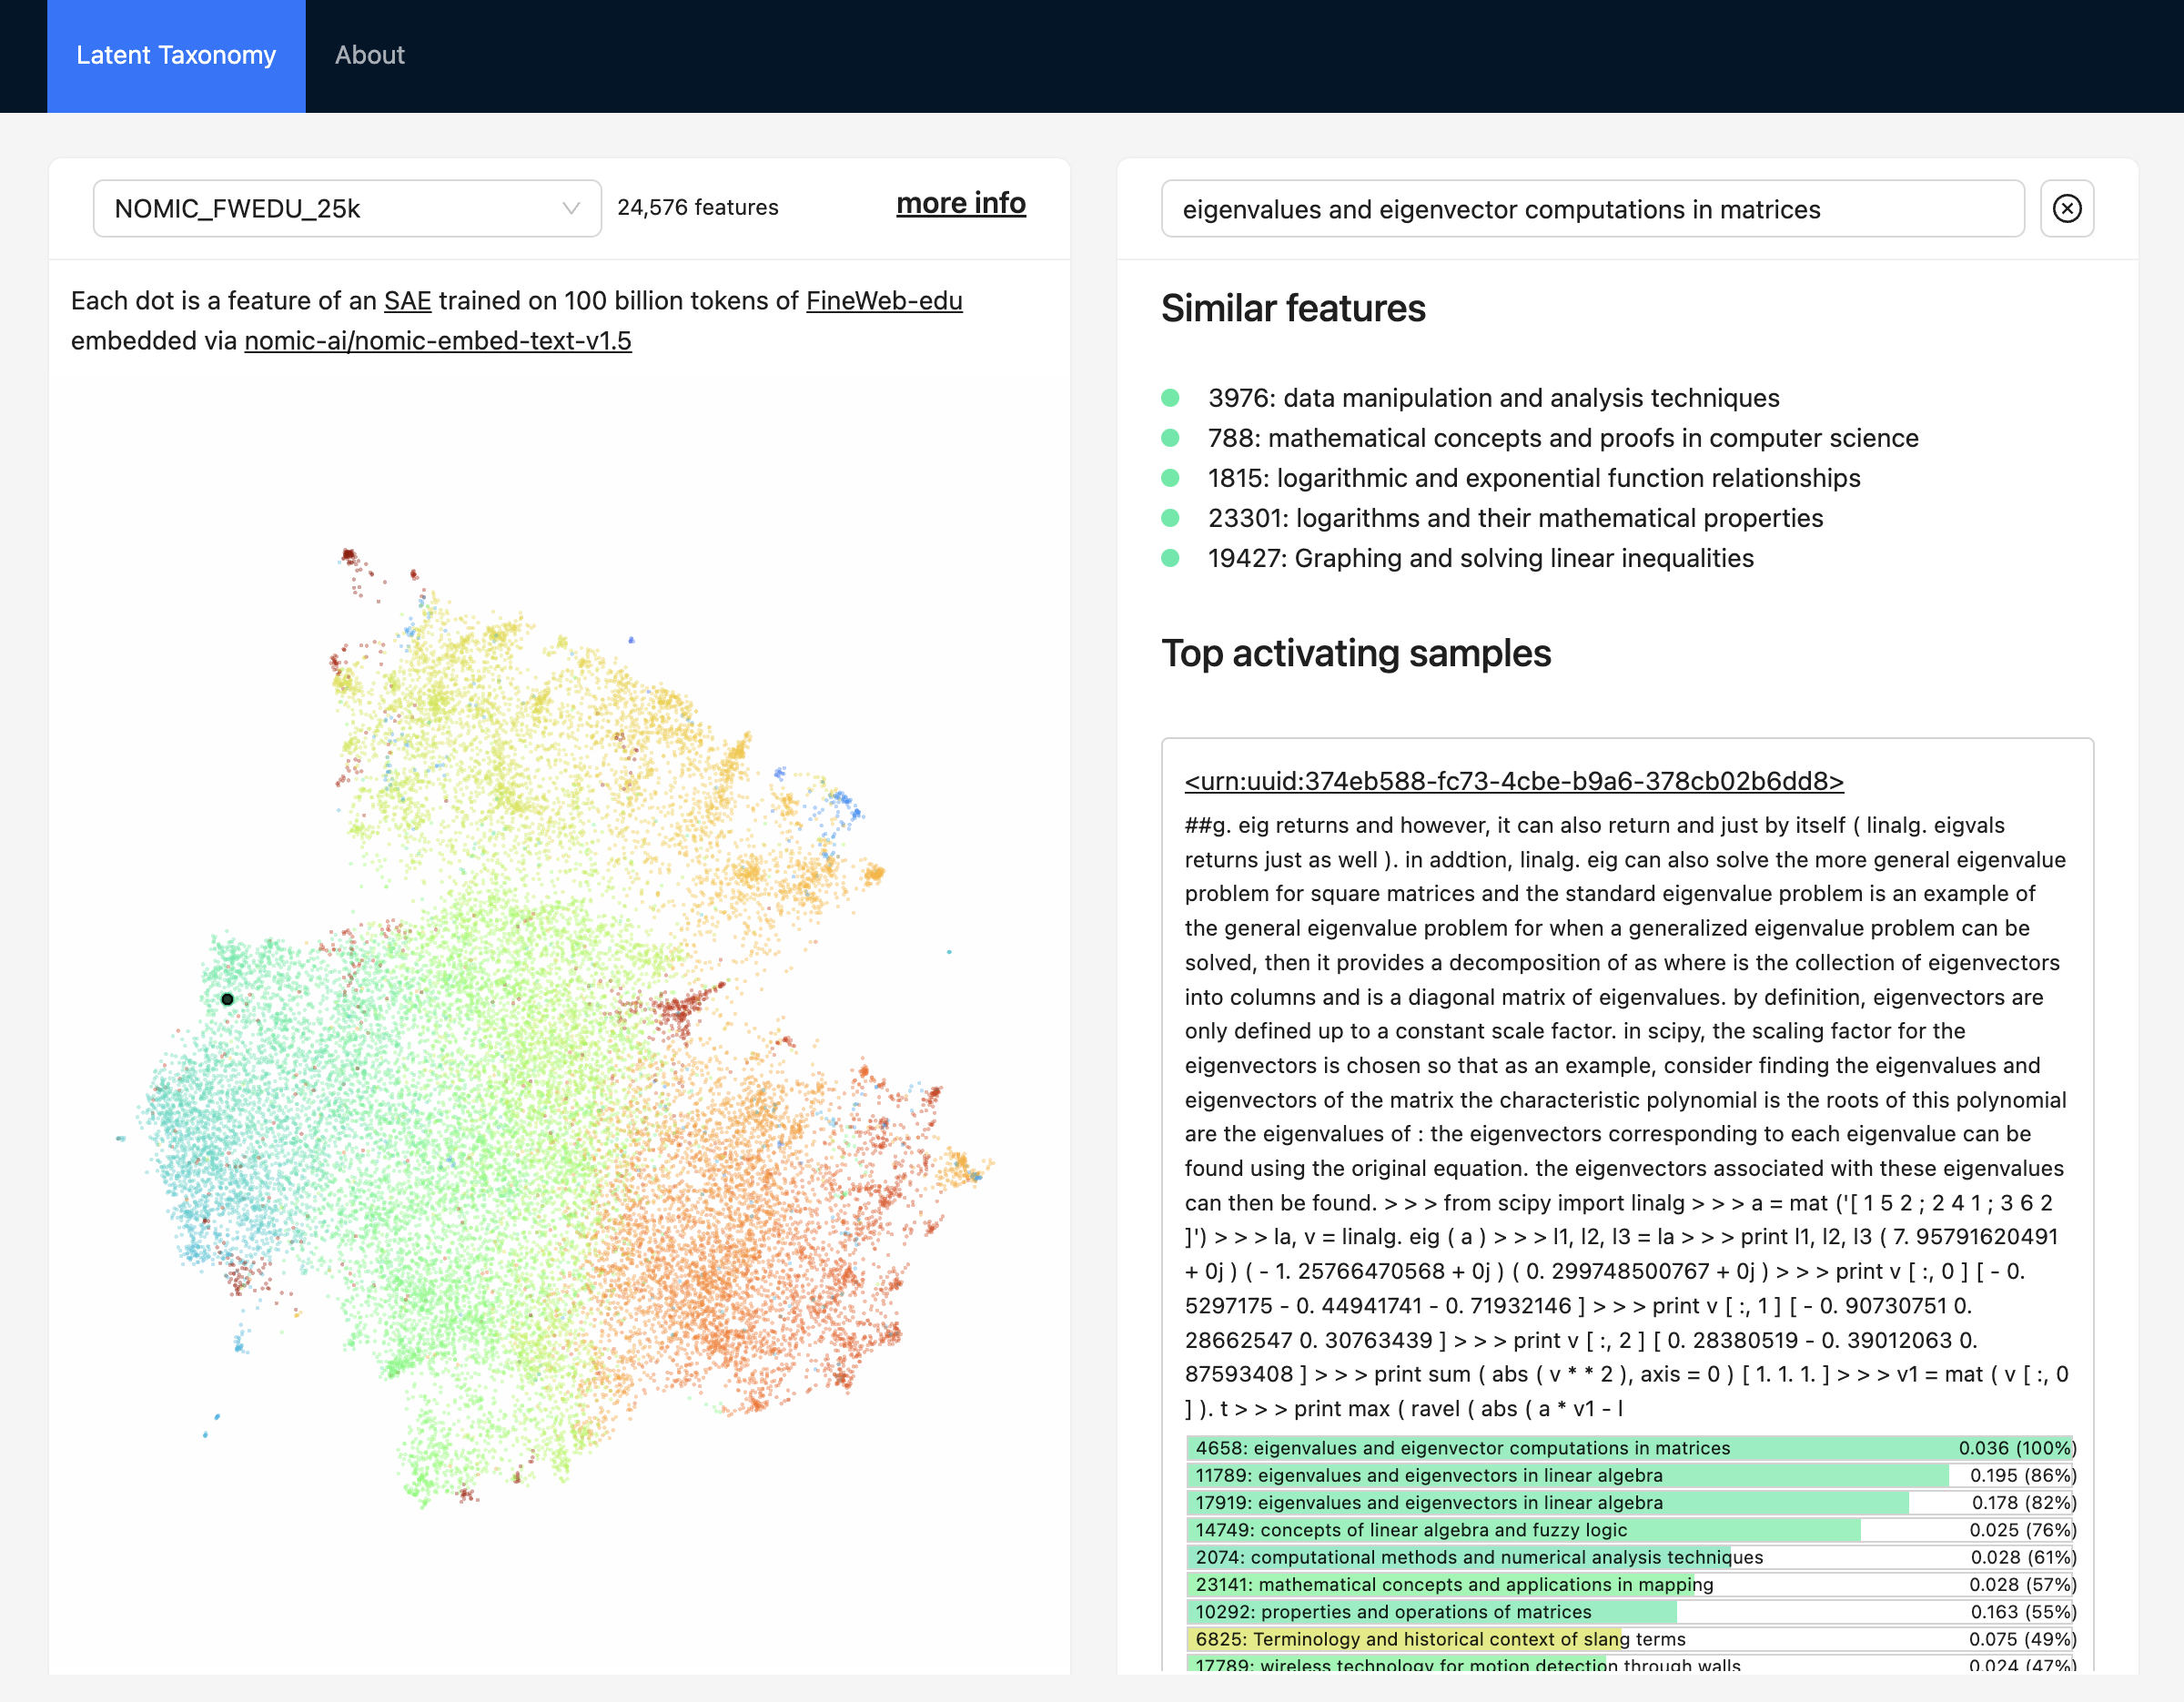 Latent Taxonomy
About
NOMIC_FWEDU_25k
24,576 features
more info
Each dot is a feature of an SAE trained on 100 billion tokens of FineWeb-edu
embedded via nomic-ai/nomic-embed-text-v1.5
eigenvalues and eigenvector computations in matrices
Similar features
3976: data manipulation and analysis techniques
788: mathematical concepts and proofs in computer science
1815: logarithmic and exponential function relationships
23301: logarithms and their mathematical properties
19427: Graphing and solving linear inequalities
Top activating samples
<urn:uuid:374eb588-fc73-4cbe-b9a6-378cb02b6dd8>
##g. eig returns and however, it can also return and just by itself ( linalg. eigvals
returns just as well ). in addtion, linalg. eig can also solve the more general eigenvalue
problem for square matrices and the standard eigenvalue problem is an example of
the general eigenvalue problem for when a generalized eigenvalue problem can be
solved, then it provides a decomposition of as where is the collection of eigenvectors
into columns and is a diagonal matrix of eigenvalues. by definition, eigenvectors are
only defined up to a constant scale factor. in scipy, the scaling factor for the
eigenvectors is chosen so that as an example, consider finding the eigenvalues and
eigenvectors of the matrix the characteristic polynomial is the roots of this polynomial
are the eigenvalues of : the eigenvectors corresponding to each eigenvalue can be
found using the original equation. the eigenvectors associated with these eigenvalues
can then be found. > > > from scipy import linalg > > > a = mat ('[ 1 5 2 ; 2 4 1 ; 3 6 2
]') > > > la, v = linalg. eig ( a ) > > > l1, l2, l3 = la > > > print l1, l2, l3 ( 7. 95791620491
+ 0j ) ( - 1. 25766470568 + 0j ) ( 0. 299748500767 + 0j ) > > > print v [ :, 0 ] [ - 0.
5297175 - 0. 44941741 - 0. 71932146 ] > > > print v [ :, 1 ] [ - 0. 90730751 0.
28662547 0. 30763439 ] > > > print v [ :, 2 ] [ 0. 28380519 - 0. 39012063 0.
87593408 ] > > > print sum ( abs ( v * * 2 ), axis = 0 ) [ 1. 1. 1. ] > > > v1 = mat ( v [ :, 0
] ). t > > > print max ( ravel ( abs ( a * v1 - l
4658: eigenvalues and eigenvector computations in matrices 0.036 (100%)
11789: eigenvalues and eigenvectors in linear algebra 0.195 (86%)
17919: eigenvalues and eigenvectors in linear algebra 0.178 (82%)
14749: concepts of linear algebra and fuzzy logic 0.025 (76%)
2074: computational methods and numerical analysis techniques 0.028 (61%)
23141: mathematical concepts and applications in mapping 0.028 (57%)
10292: properties and operations of matrices 0.163 (55%)
6825: Terminology and historical context of slang terms 0.075 (49%)
17789: wireless technology for motion detection through walls 0.024 (47%)